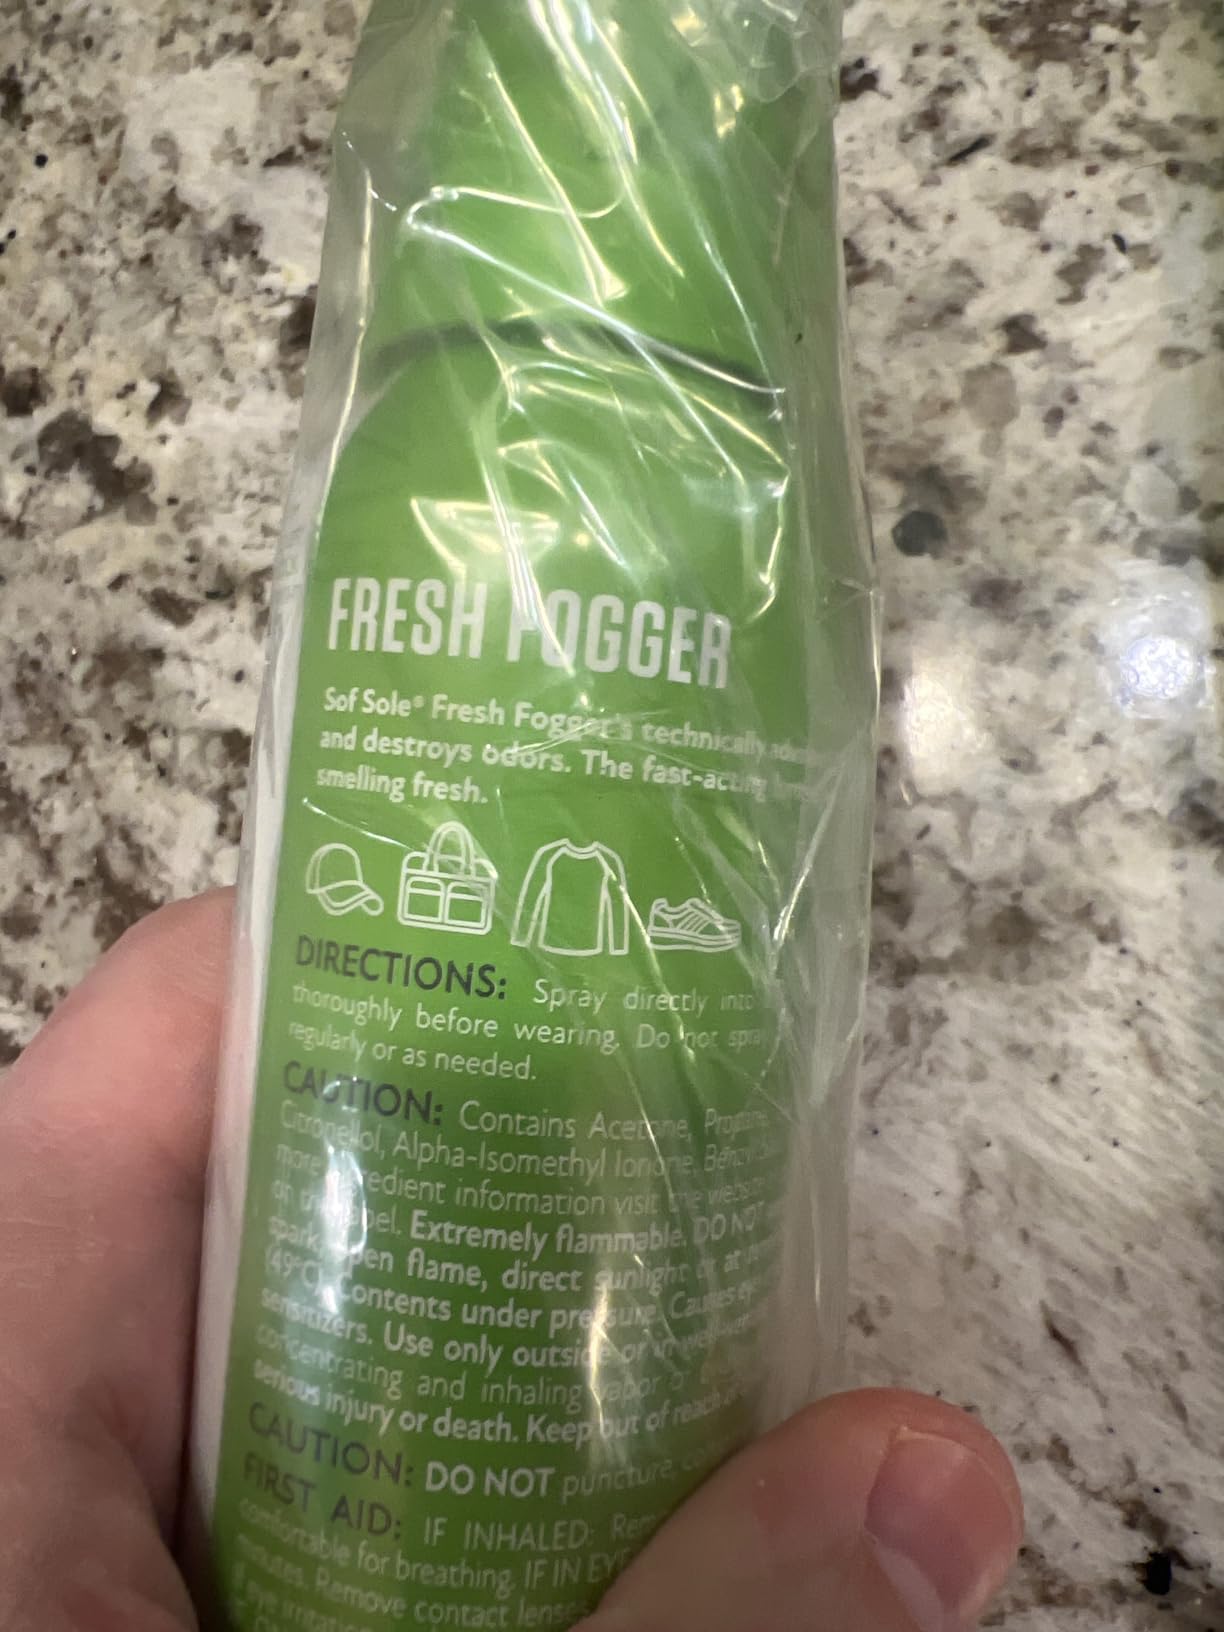 FRESH FOGGER
Sof Sole® Fresh Fogger's technically
and destroys odors. The fast-acting
smelling fresh.
DIRECTIONS: Spray directly into
thoroughly before wearing. Do not spray
regularly or as needed.
CAUTION: Contains Acetone, Propane,
Citronellol, Alpha-Isomethyl Ionone, Benzyl
more ingredient information visit the website
on the label. Extremely flammable. DO NOT
spark, open flame, direct sunlight or at
(49°C). Contents under pressure. Causes eye
sensitizers. Use only outside or in
concentrating and inhaling vapor
serious injury or death. Keep out of reach
CAUTION: DO NOT puncture
FIRST AID: IF INHALED:
comfortable for breathing. IF IN
minutes. Remove contact lenses
eye irritation